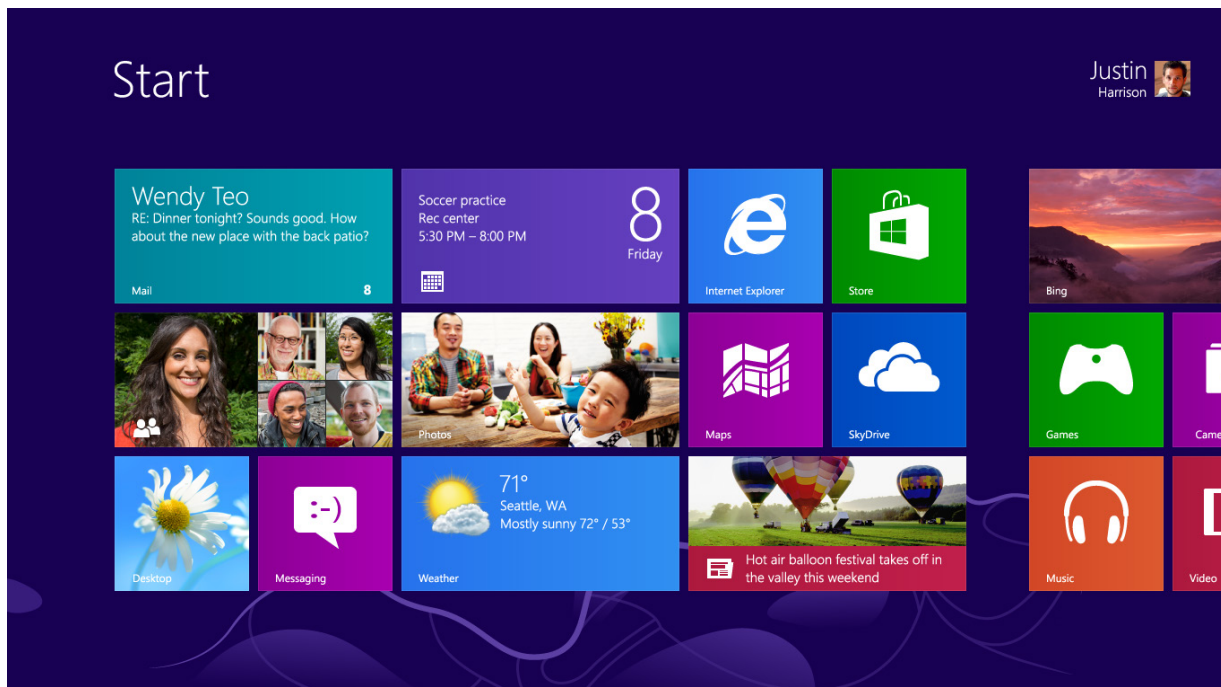 Start
Justin
Harrison
Wendy Teo
RE: Dinner tonight? Sounds good. How
about the new place with the back patio?
Mail
8
Soccer practice
Rec center
5:30 PM – 8:00 PM
8
Friday
Internet Explorer
Store
Bing
Photos
Maps
SkyDrive
Games
Came
Desktop
:-)
Messaging
71°
Seattle, WA
Mostly sunny 72° / 53°
Weather
Hot air balloon festival takes off in
the valley this weekend
Music
Video